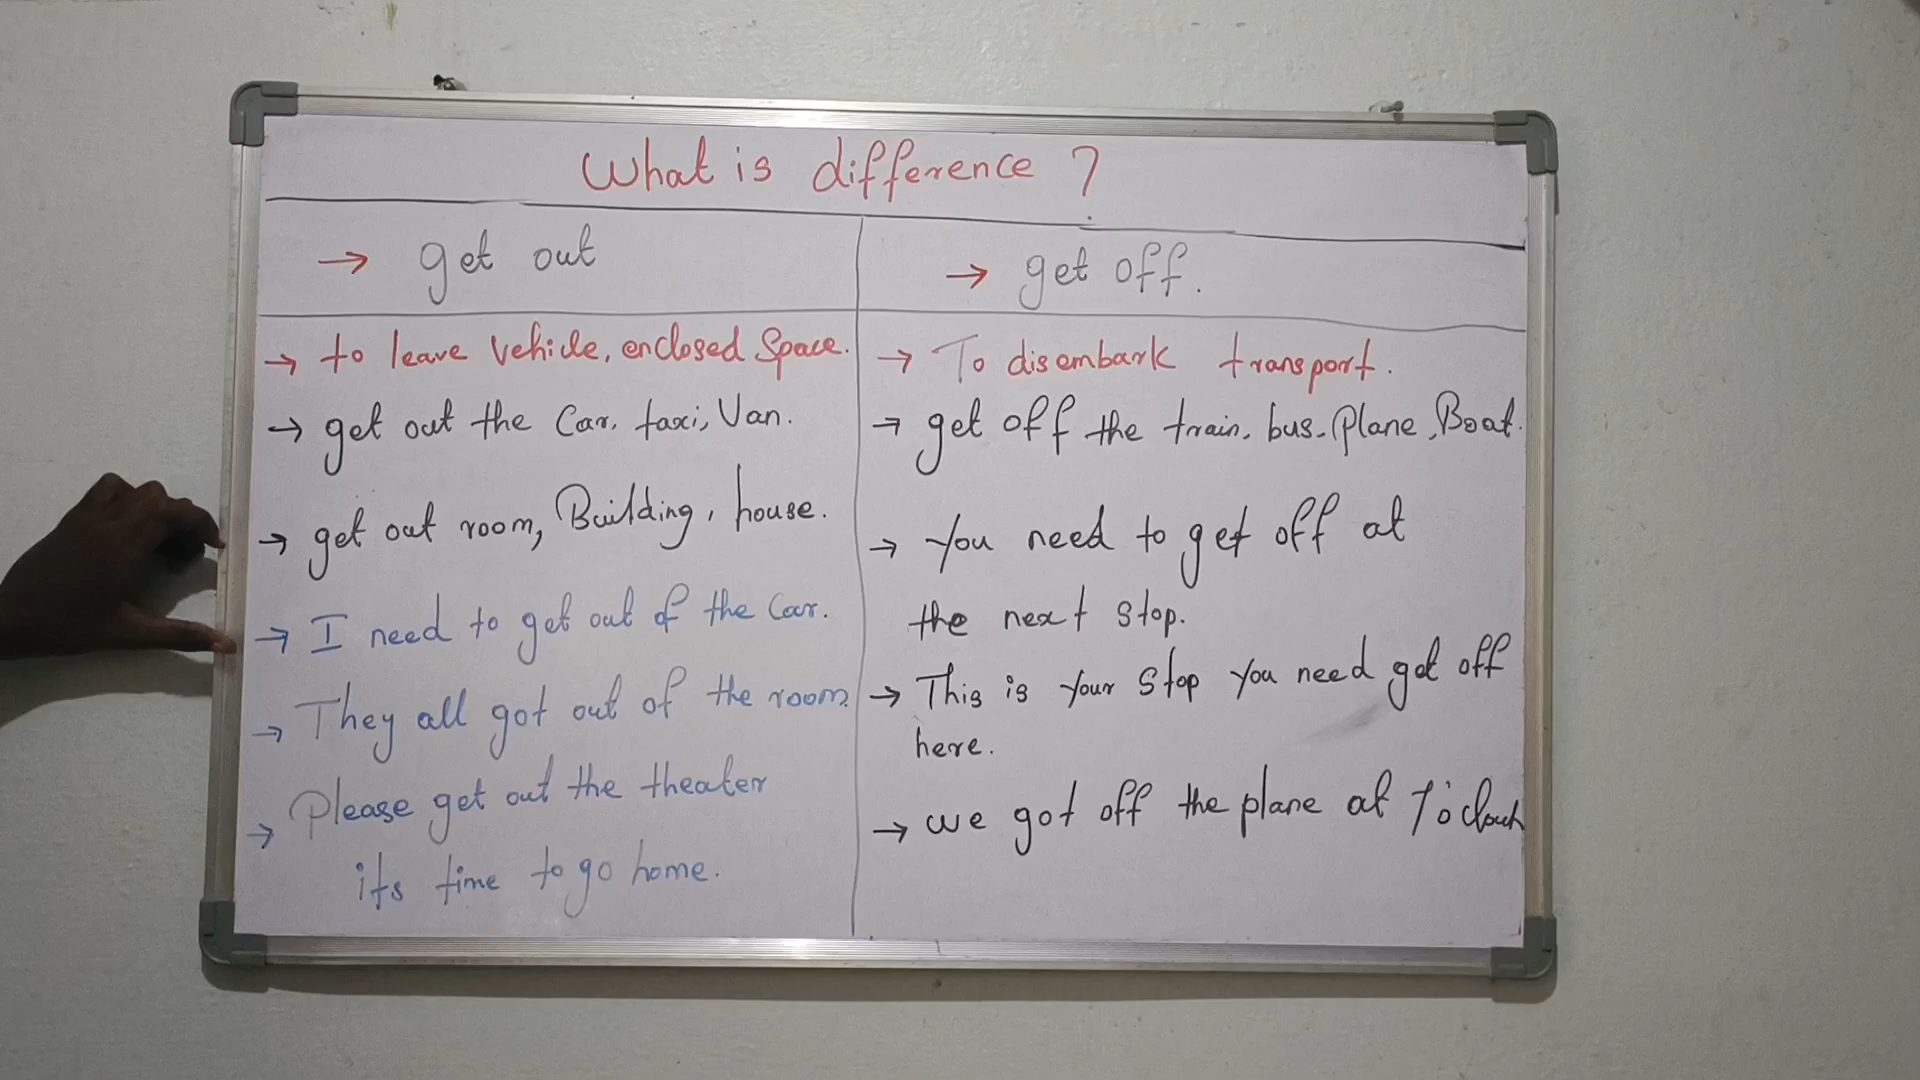 What is difference ?
→ get out
→ to leave vehicle, enclosed Space.
→ get out the Car, taxi, Van.
→ get out room, Building, house.
→ I need to get out of the Car.
→ They all got out of the room.
→ Please get out the theater
its time to go home.
→ get off.
→ To disembark transport.
→ get off the train, bus, Plane, Boat.
→ You need to get off at
the next stop.
→ This is your Stop you need get off
here.
→ we got off the plane at 7 o'clock